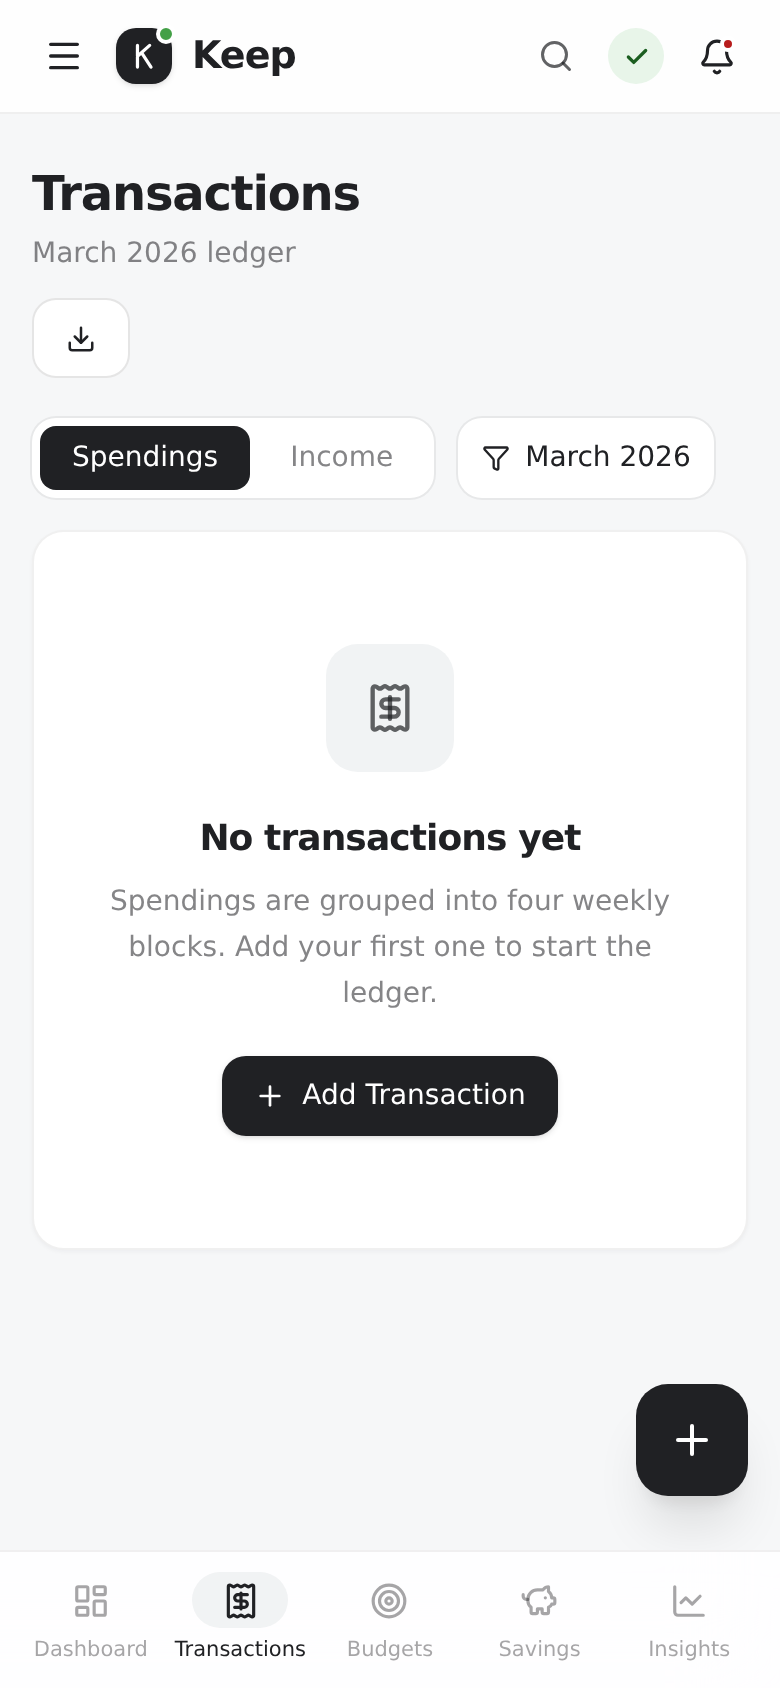 K Keep
Transactions
March 2026 ledger
Spendings Income March 2026
No transactions yet
Spendings are grouped into four weekly
blocks. Add your first one to start the
ledger.
Add Transaction
Dashboard Transactions Budgets Savings Insights